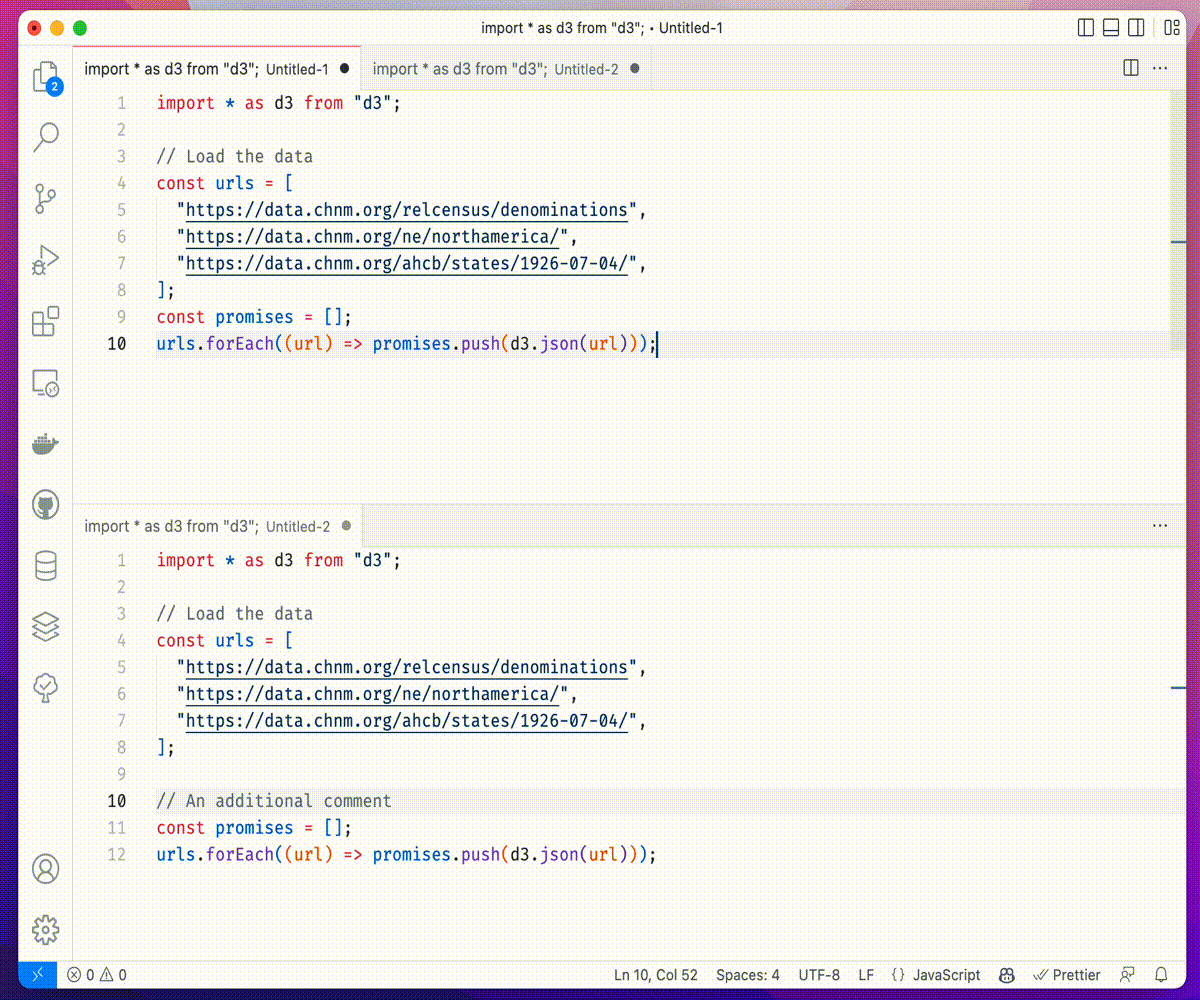 import * as d3 from "d3"; • Untitled-1
2
import * as d3 from "d3"; Untitled-1 ● import * as d3 from "d3"; Untitled-2 ●
1 import * as d3 from "d3";
2
3 // Load the data
4 const urls = [
5 "https://data.chnm.org/relcensus/denominations",
6 "https://data.chnm.org/ne/northamerica/",
7 "https://data.chnm.org/ahcb/states/1926-07-04/",
8 ];
9 const promises = [];
10 urls.forEach((url) => promises.push(d3.json(url)));
import * as d3 from "d3"; Untitled-2 ●
1 import * as d3 from "d3";
2
3 // Load the data
4 const urls = [
5 "https://data.chnm.org/relcensus/denominations",
6 "https://data.chnm.org/ne/northamerica/",
7 "https://data.chnm.org/ahcb/states/1926-07-04/",
8 ];
9
10 // An additional comment
11 const promises = [];
12 urls.forEach((url) => promises.push(d3.json(url)));
0 0 Ln 10, Col 52 Spaces: 4 UTF-8 LF {} JavaScript Prettier